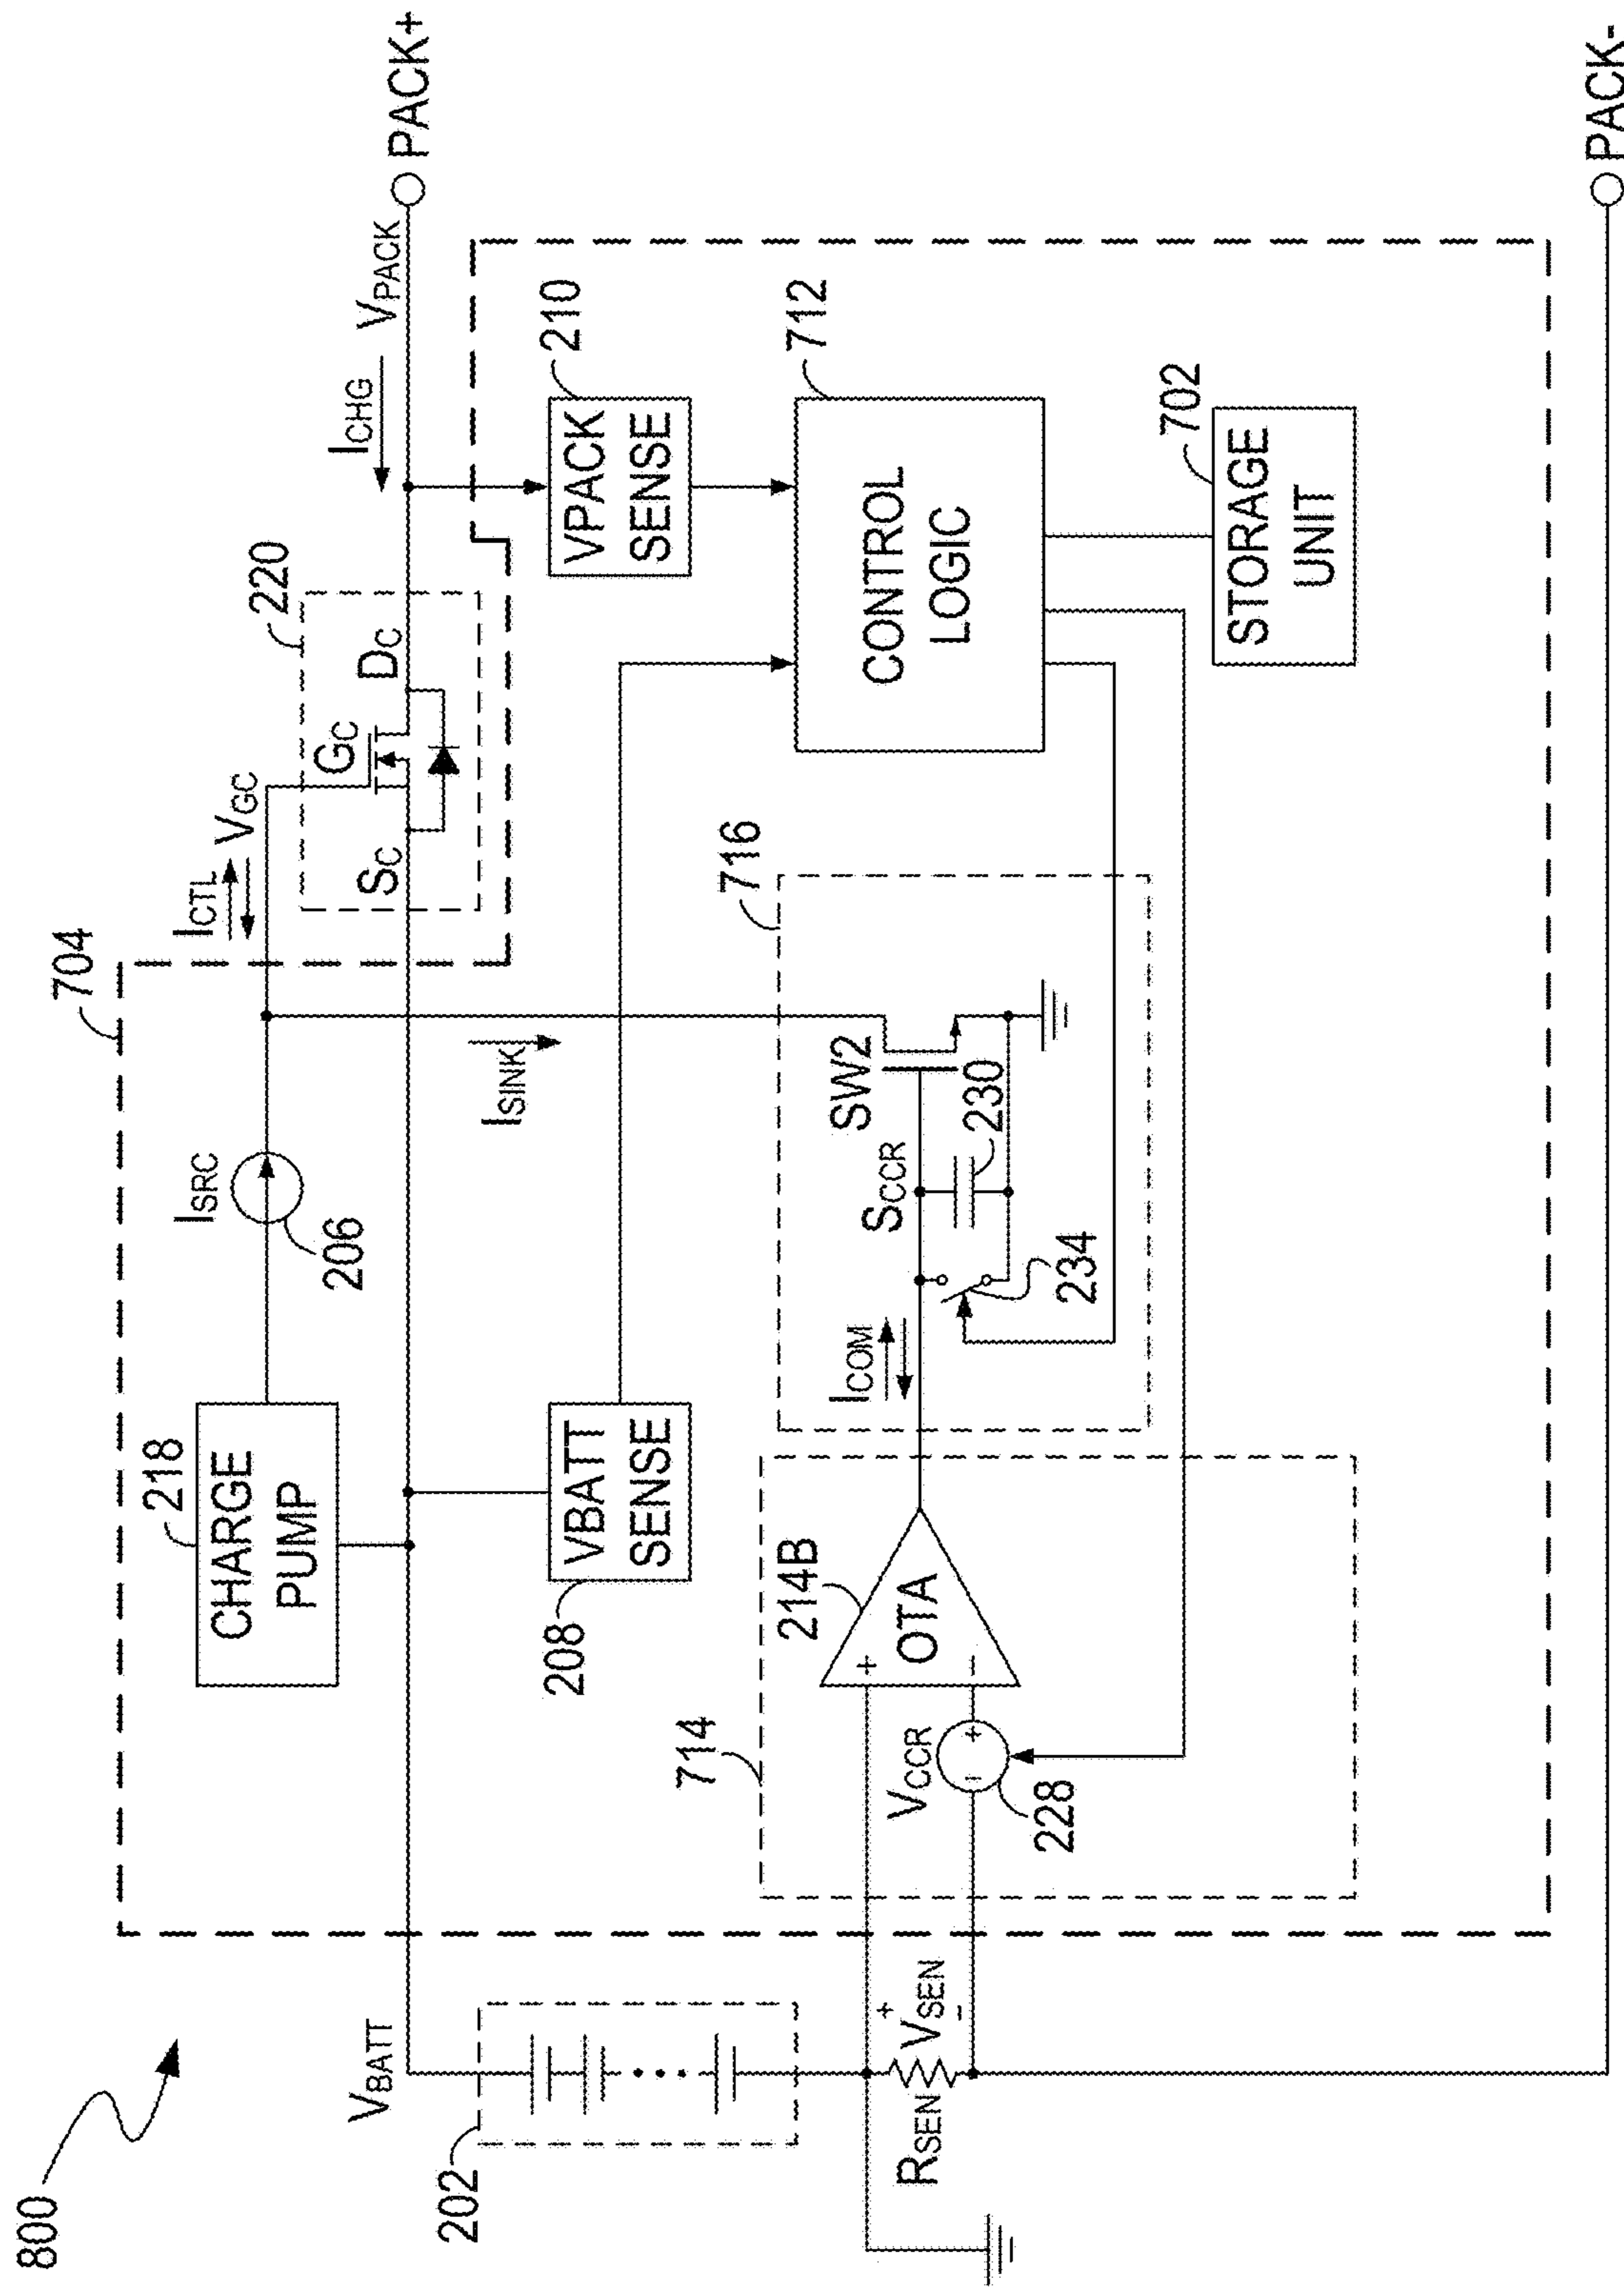 800
704
218
CHARGE
PUMP
ISRC
206
ICTL
VGC
220
GC
SC
DC
ICHG
VPACK
PACK+
VBATT
202
208
VBATT
SENSE
ISINK
210
VPACK
SENSE
712
CONTROL
LOGIC
702
STORAGE
UNIT
716
SW2
SCCR
230
234
ICOM
714
214B
+
OTA
−
VCCR
− +
228
RSEN
+
VSEN
−
PACK-